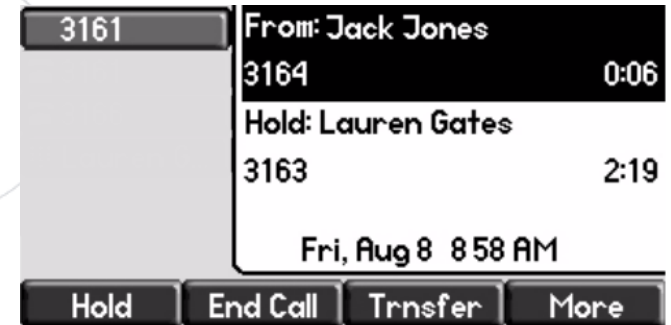 3161
From: Jack Jones
3164 0:06
Hold: Lauren Gates
3163 2:19
Fri, Aug 8 8 58 AM
Hold End Call Trnsfer More